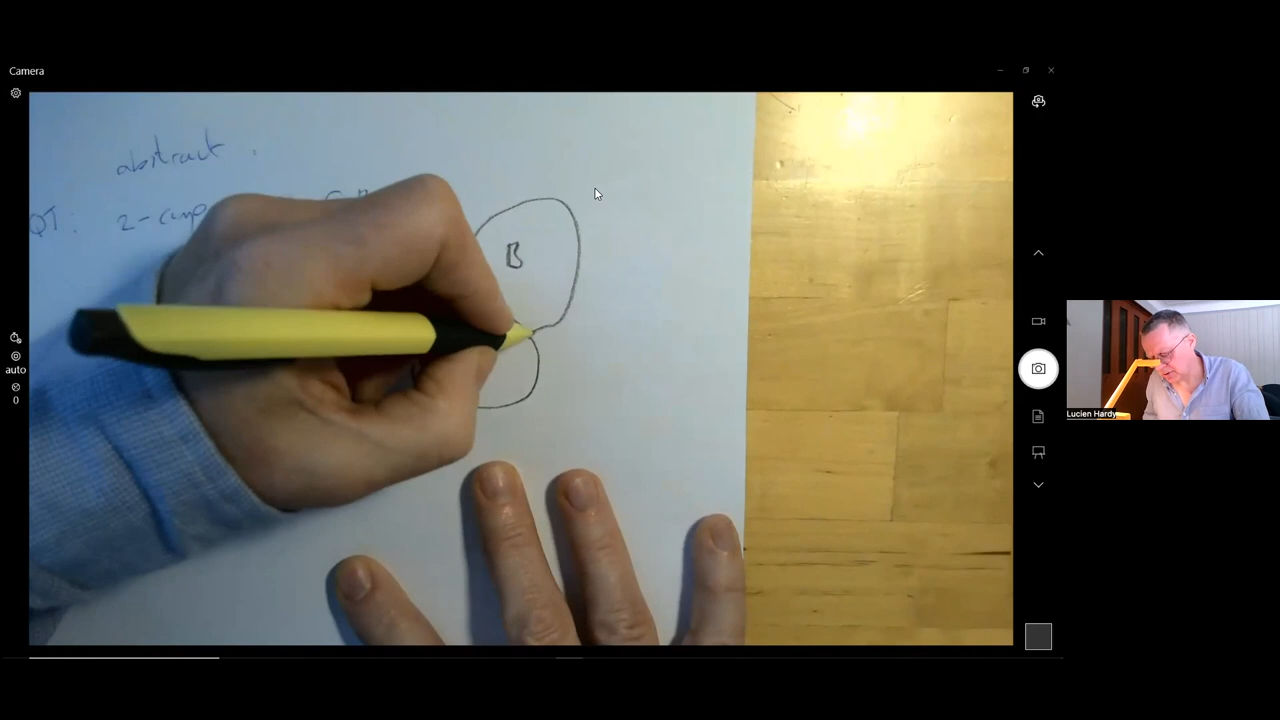 Camera
abstract .
QT: 2-comp
B
auto
0
Lucien Hardy